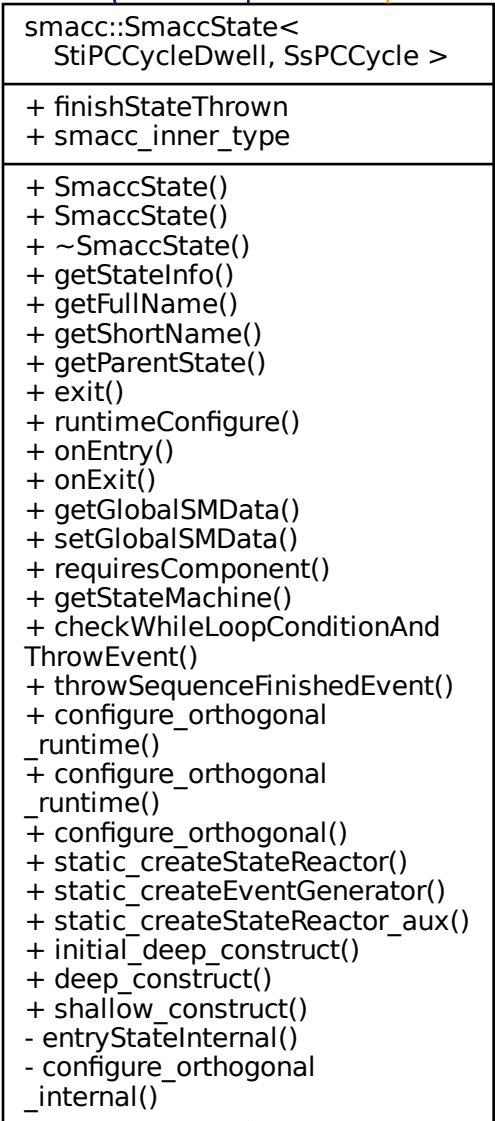 smacc::SmaccState<
StiPCCycleDwell, SsPCCycle >
+ finishStateThrown
+ smacc_inner_type
+ SmaccState()
+ SmaccState()
+ ~SmaccState()
+ getStateInfo()
+ getFullName()
+ getShortName()
+ getParentState()
+ exit()
+ runtimeConfigure()
+ onEntry()
+ onExit()
+ getGlobalSMData()
+ setGlobalSMData()
+ requiresComponent()
+ getStateMachine()
+ checkWhileLoopConditionAnd
ThrowEvent()
+ throwSequenceFinishedEvent()
+ configure_orthogonal
_runtime()
+ configure_orthogonal
_runtime()
+ configure_orthogonal()
+ static_createStateReactor()
+ static_createEventGenerator()
+ static_createStateReactor_aux()
+ initial_deep_construct()
+ deep_construct()
+ shallow_construct()
- entryStateInternal()
- configure_orthogonal
_internal()